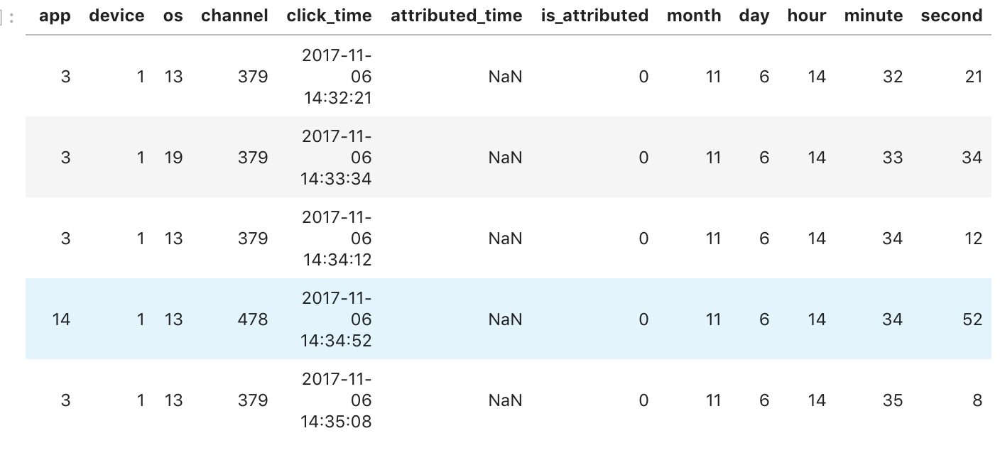 ]: app device os channel click_time attributed_time is_attributed month day hour minute second
2017-11-
3 1 13 379 06 NaN 0 11 6 14 32 21
14:32:21
2017-11-
3 1 19 379 06 NaN 0 11 6 14 33 34
14:33:34
2017-11-
3 1 13 379 06 NaN 0 11 6 14 34 12
14:34:12
2017-11-
14 1 13 478 06 NaN 0 11 6 14 34 52
14:34:52
2017-11-
3 1 13 379 06 NaN 0 11 6 14 35 8
14:35:08